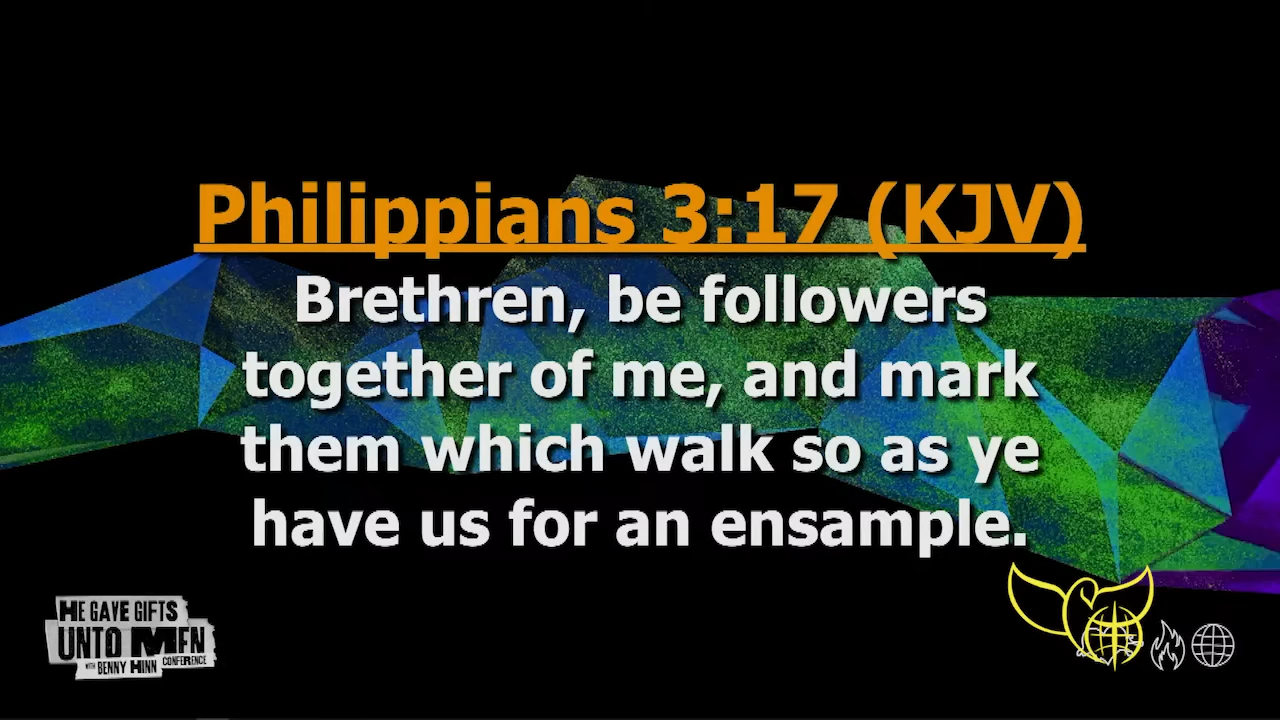 Philippians 3:17 (KJV)
Brethren, be followers
together of me, and mark
them which walk so as ye
have us for an ensample.
HE GAVE GIFTS
UNTO MEN
WITH BENNY HINN CONFERENCE